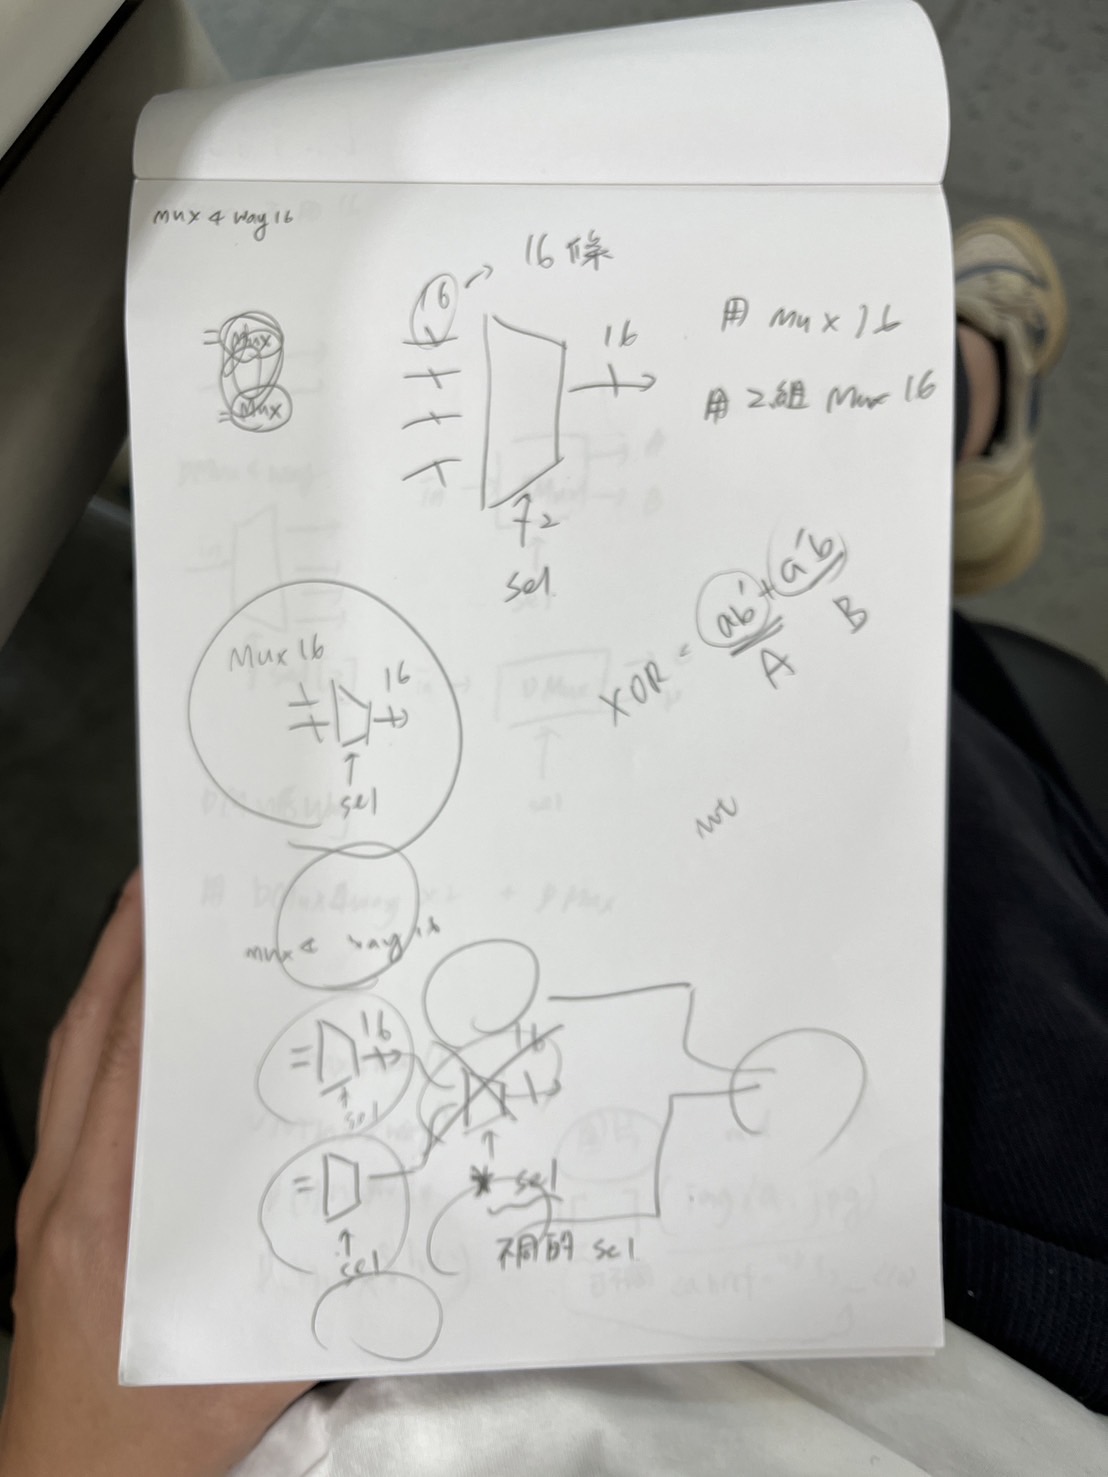 mux 4 way 16
16 → 16 條
Mux
Mux
16
用 mux 16
用 2組 Mux 16
2
sel
XOR = ab' + a'b
A
B
Mux 16
16
sel
mux 4 way 16
16
sel
16
sel
* sel
不同的 sel